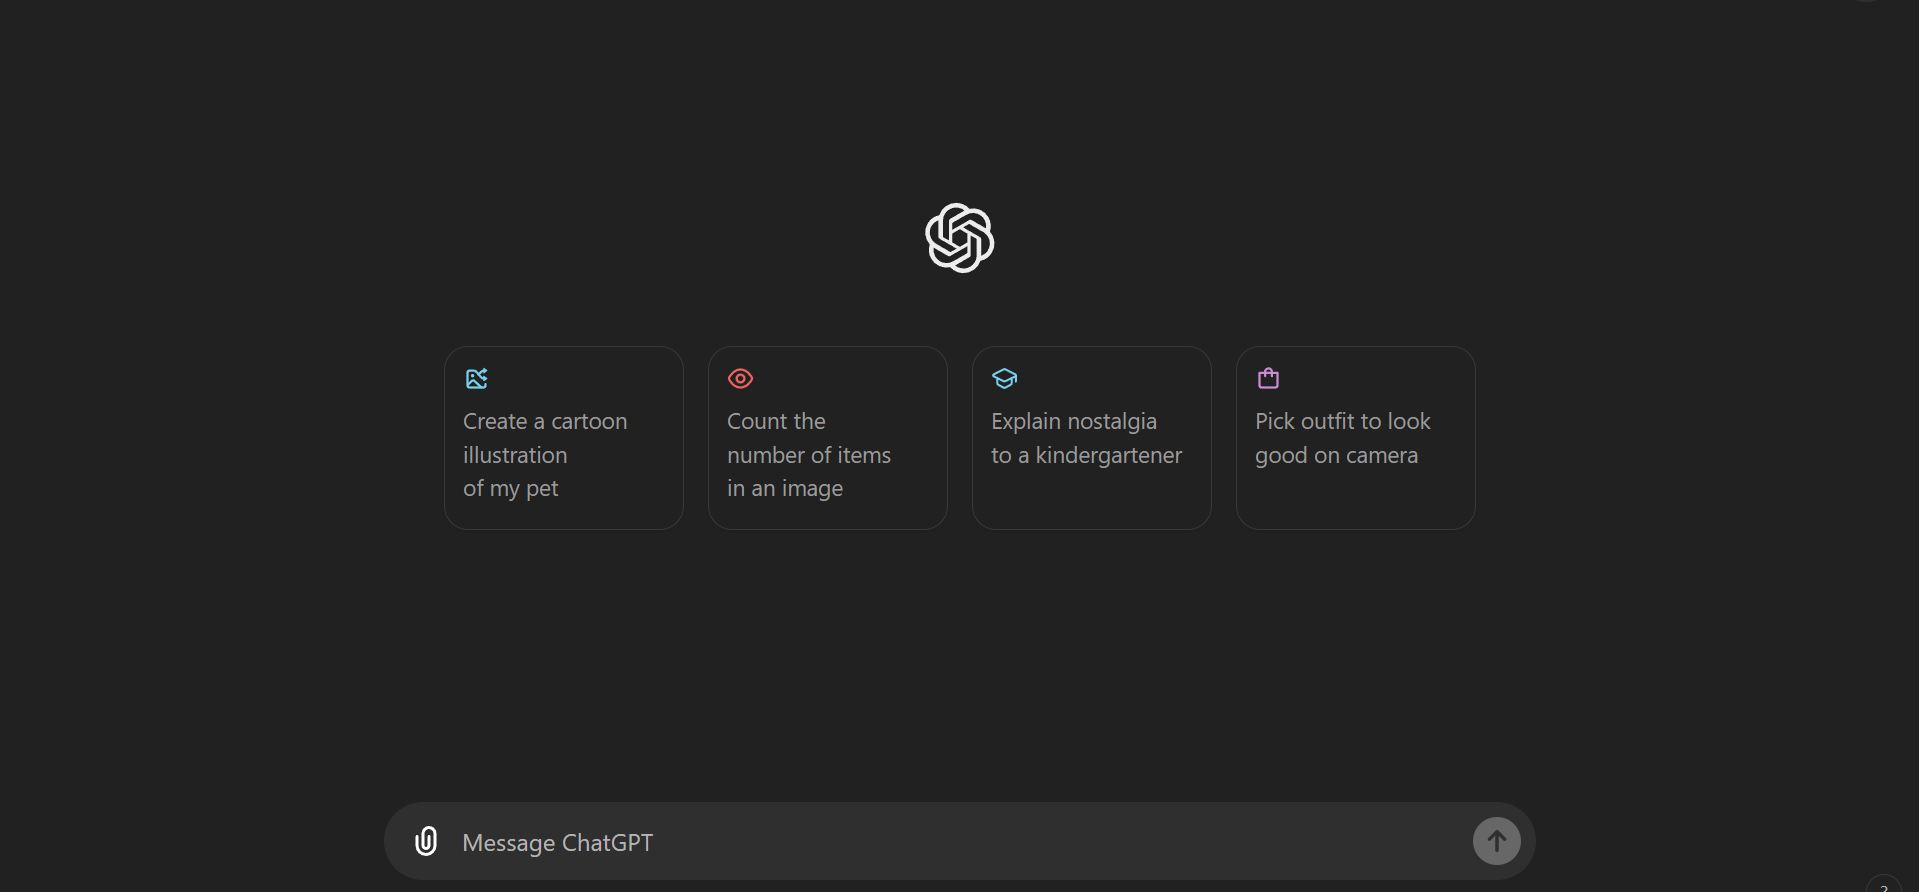 Create a cartoon
illustration
of my pet
Count the
number of items
in an image
Explain nostalgia
to a kindergartener
Pick outfit to look
good on camera
Message ChatGPT
?